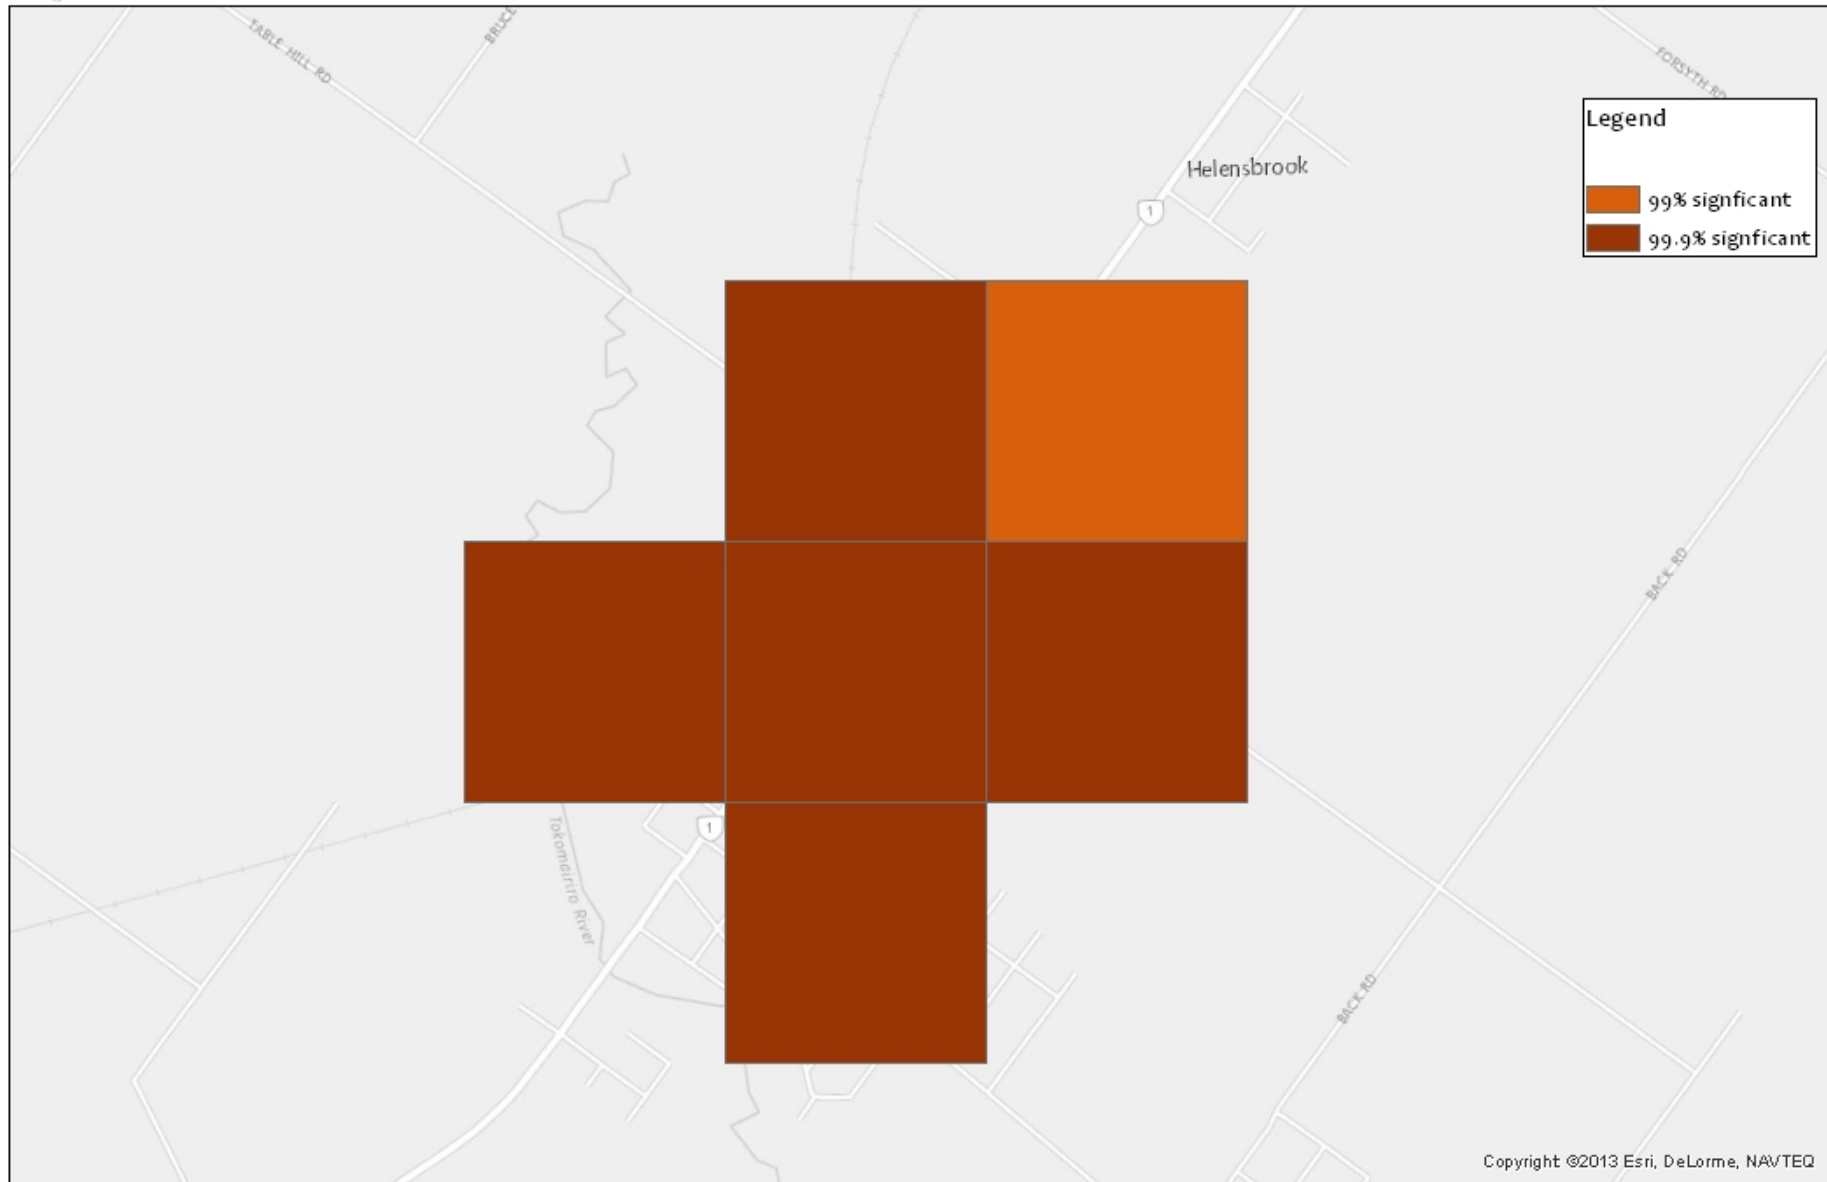 TABLE HILL RD
BRUCE
FORSYTH RD
Legend
99% signficant
99.9% signficant
Helensbrook
1
BACK RD
1
Tokomairiro River
BACK RD
Copyright ©2013 Esri, DeLorme, NAVTEQ